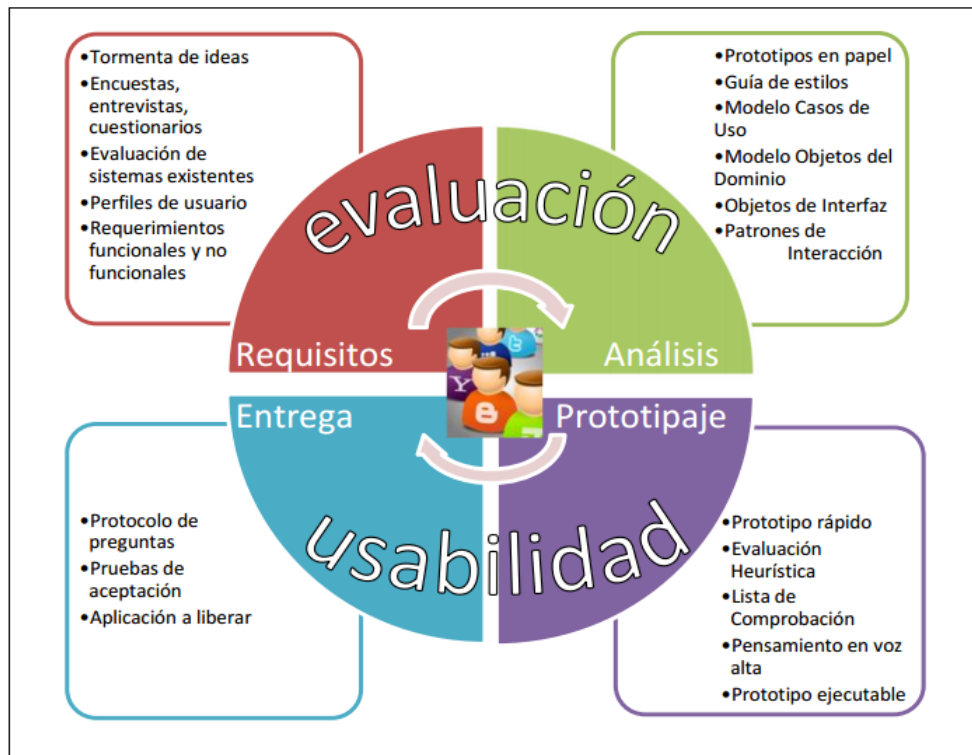 •Tormenta de ideas
•Encuestas,
entrevistas,
cuestionarios
•Evaluación de
sistemas existentes
•Perfiles de usuario
•Requerimientos
funcionales y no
funcionales
•Prototipos en papel
•Guía de estilos
•Modelo Casos de
Uso
•Modelo Objetos del
Dominio
•Objetos de Interfaz
•Patrones de
Interacción
evaluación
Requisitos
Análisis
Entrega
Prototipaje
usabilidad
•Protocolo de
preguntas
•Pruebas de
aceptación
•Aplicación a liberar
•Prototipo rápido
•Evaluación
Heurística
•Lista de
Comprobación
•Pensamiento en voz
alta
•Prototipo ejecutable